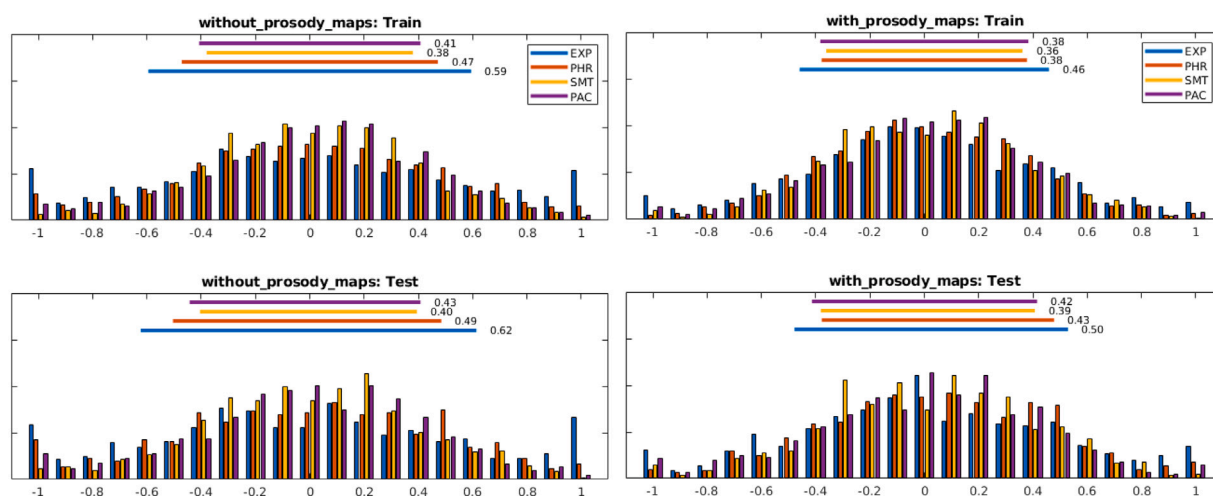 without_prosody_maps: Train
0.41
0.38
0.47
0.59
EXP
PHR
SMT
PAC
-1 -0.8 -0.6 -0.4 -0.2 0 0.2 0.4 0.6 0.8 1
with_prosody_maps: Train
0.38
0.36
0.38
0.46
EXP
PHR
SMT
PAC
-1 -0.8 -0.6 -0.4 -0.2 0 0.2 0.4 0.6 0.8 1
without_prosody_maps: Test
0.43
0.40
0.49
0.62
-1 -0.8 -0.6 -0.4 -0.2 0 0.2 0.4 0.6 0.8 1
with_prosody_maps: Test
0.42
0.39
0.43
0.50
-1 -0.8 -0.6 -0.4 -0.2 0 0.2 0.4 0.6 0.8 1